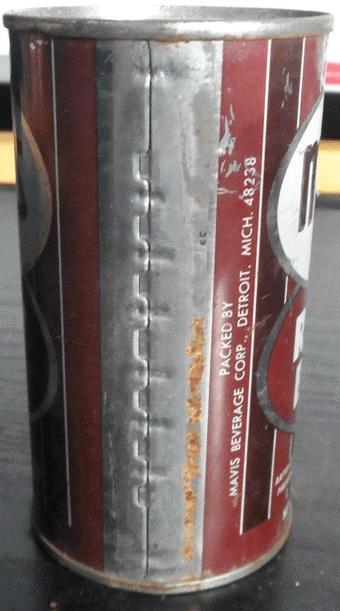 PACKED BY
MAVIS BEVERAGE CORP., DETROIT, MICH. 48238